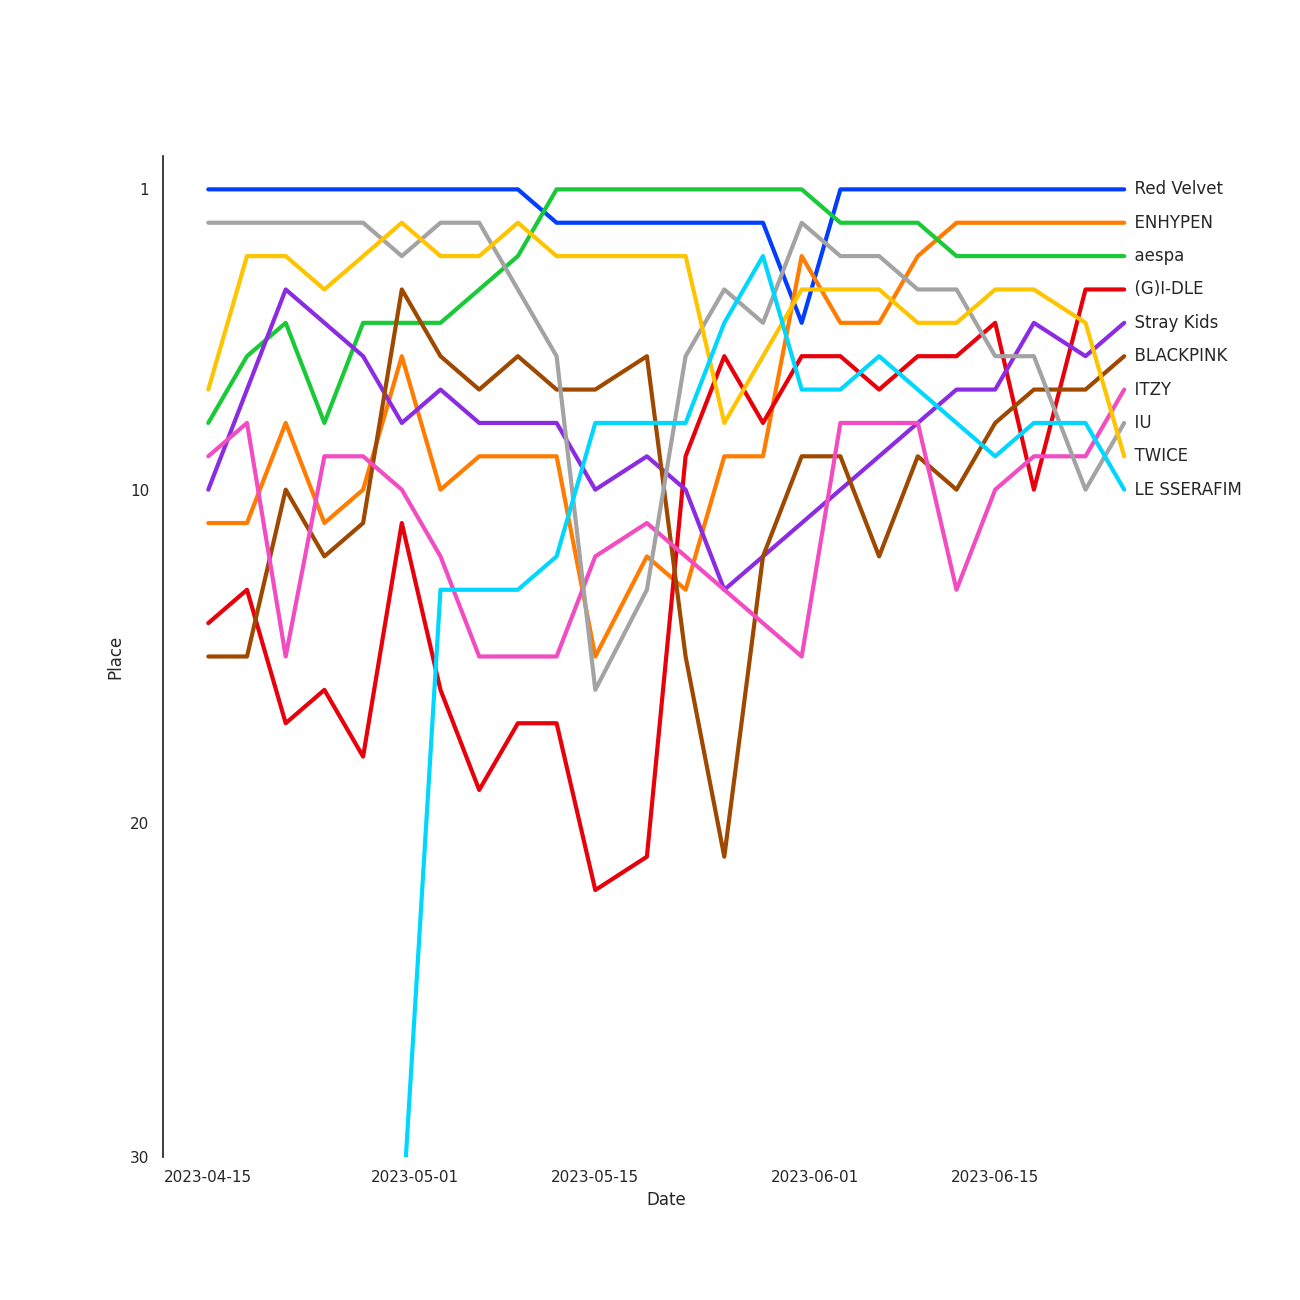 1
10
20
30
Place
2023-04-15
2023-05-01
2023-05-15
2023-06-01
2023-06-15
Date
Red Velvet
ENHYPEN
aespa
(G)I-DLE
Stray Kids
BLACKPINK
ITZY
IU
TWICE
LE SSERAFIM